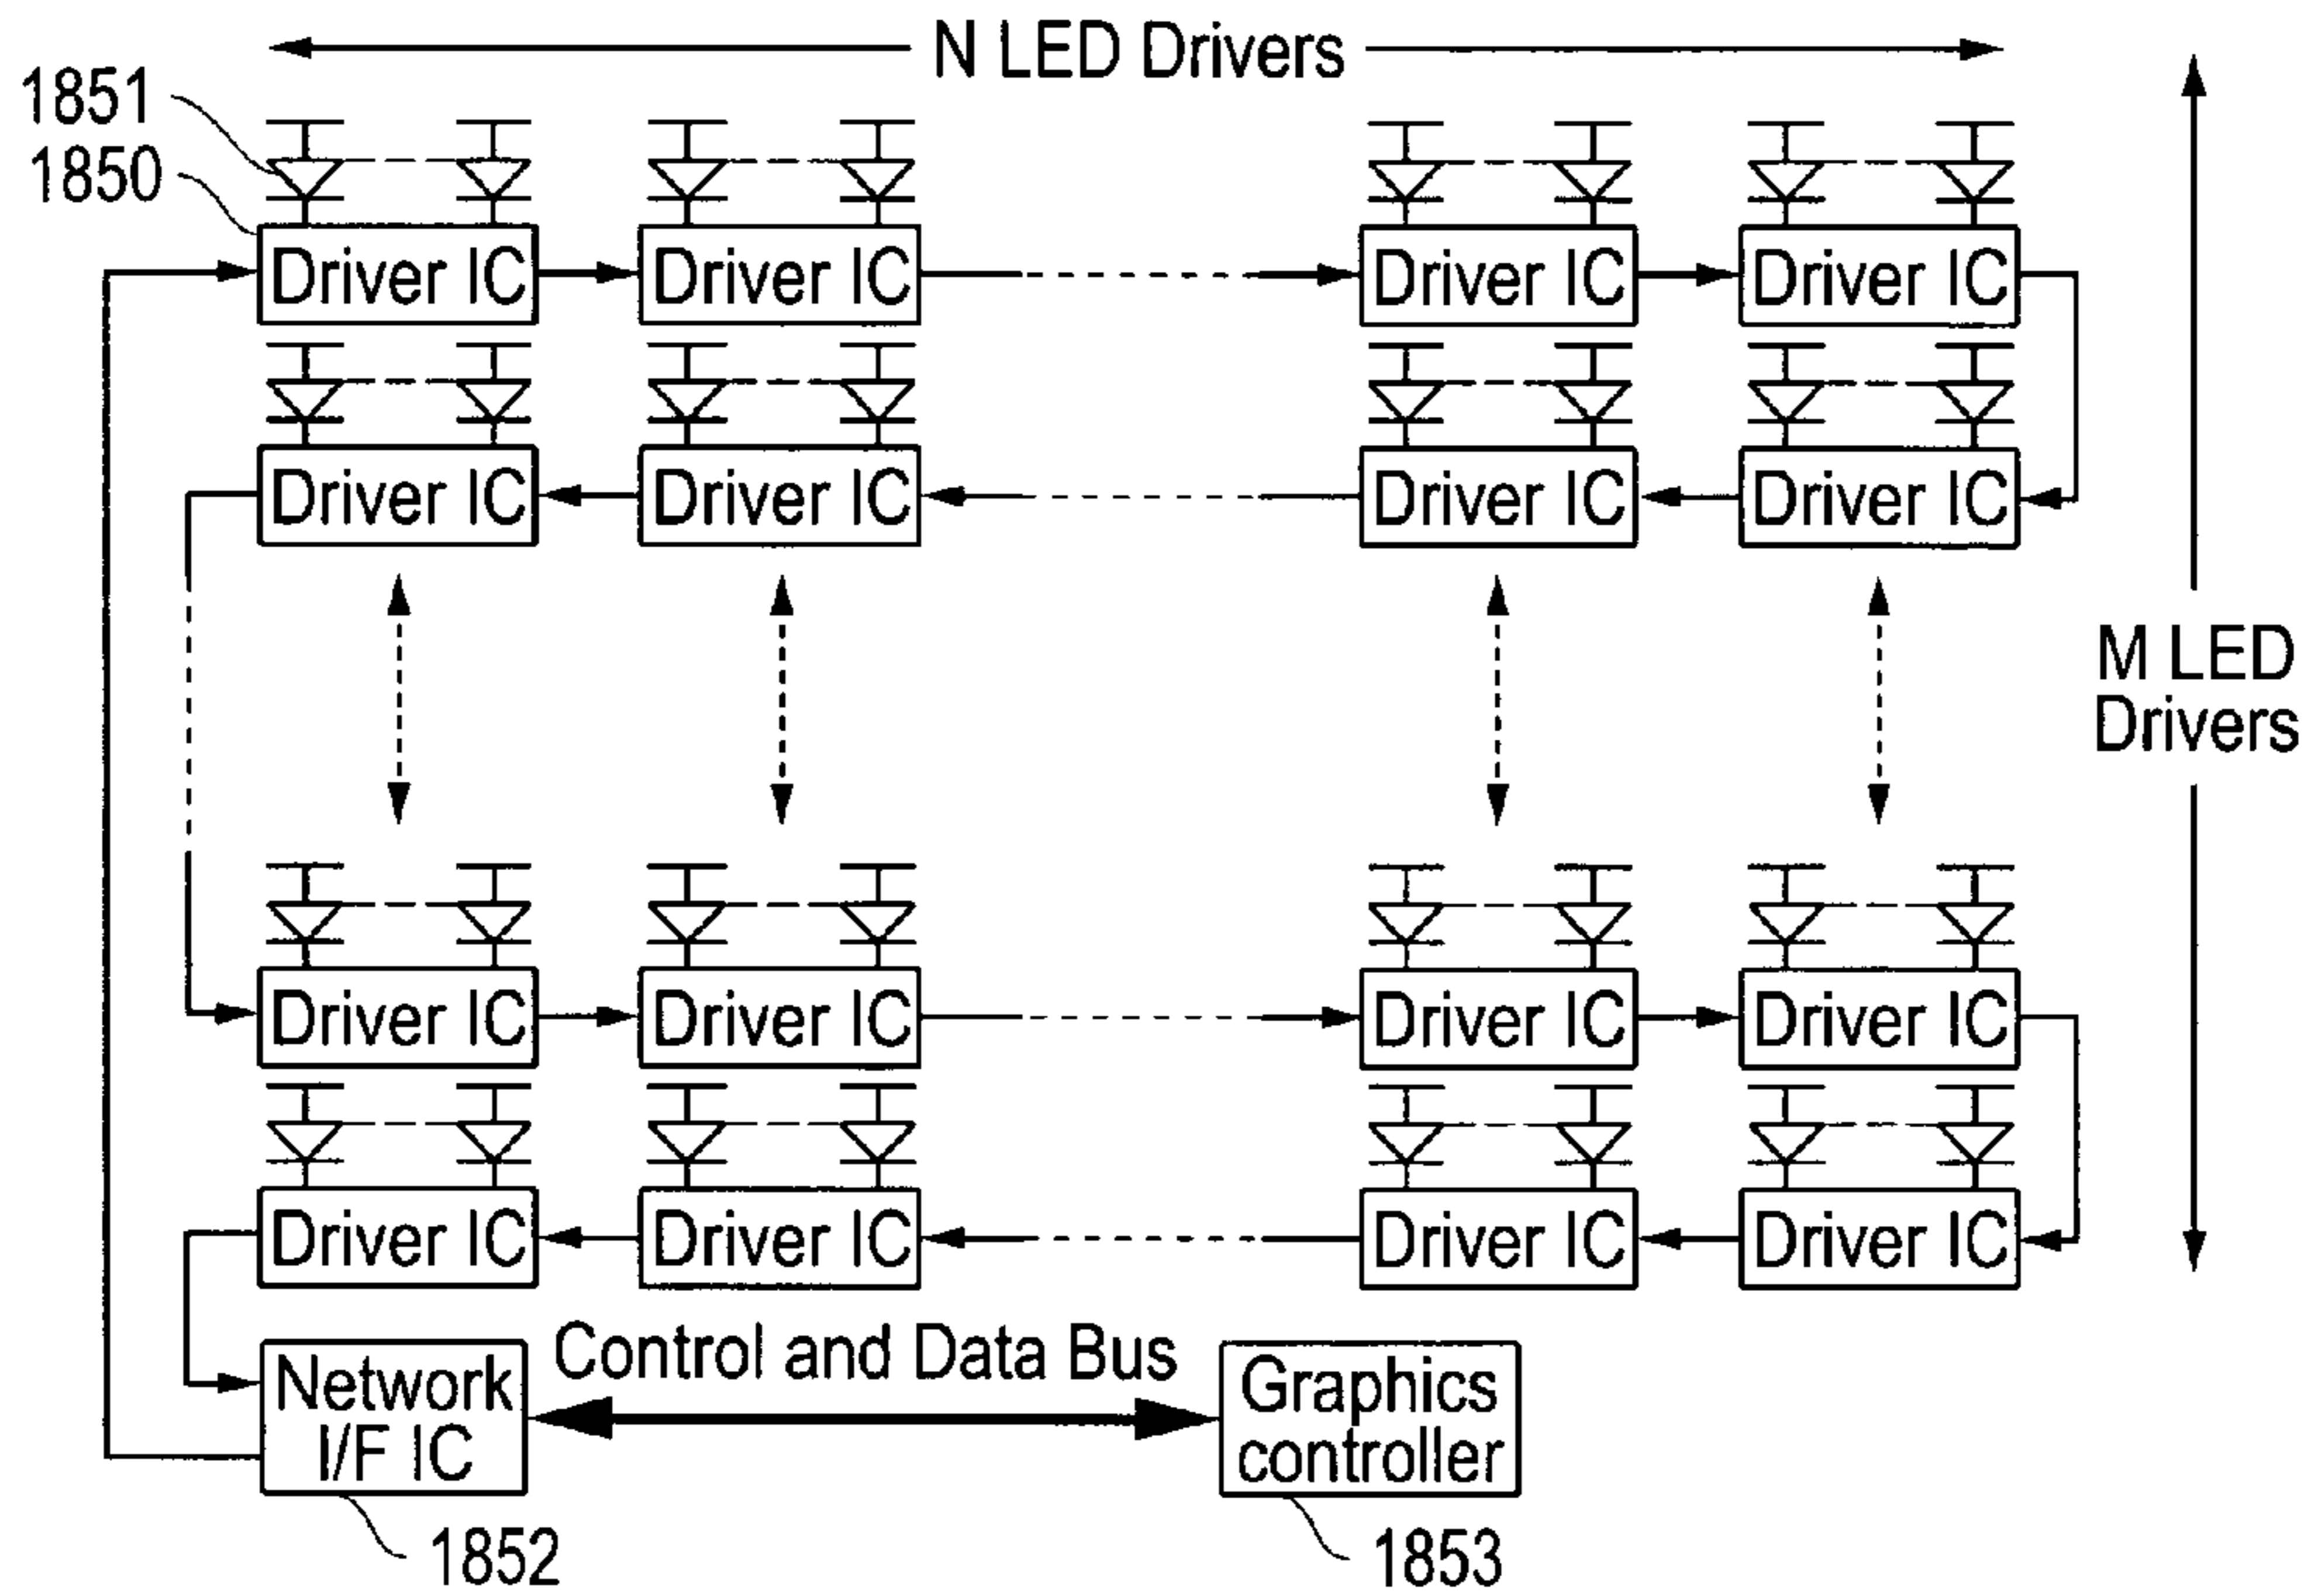 N LED Drivers
1851
1850
Driver IC Driver IC Driver IC Driver IC
Driver IC Driver IC Driver IC Driver IC
M LED
Drivers
Driver IC Driver IC Driver IC Driver IC
Driver IC Driver IC Driver IC Driver IC
Control and Data Bus
Network
I/F IC
Graphics
controller
1852
1853